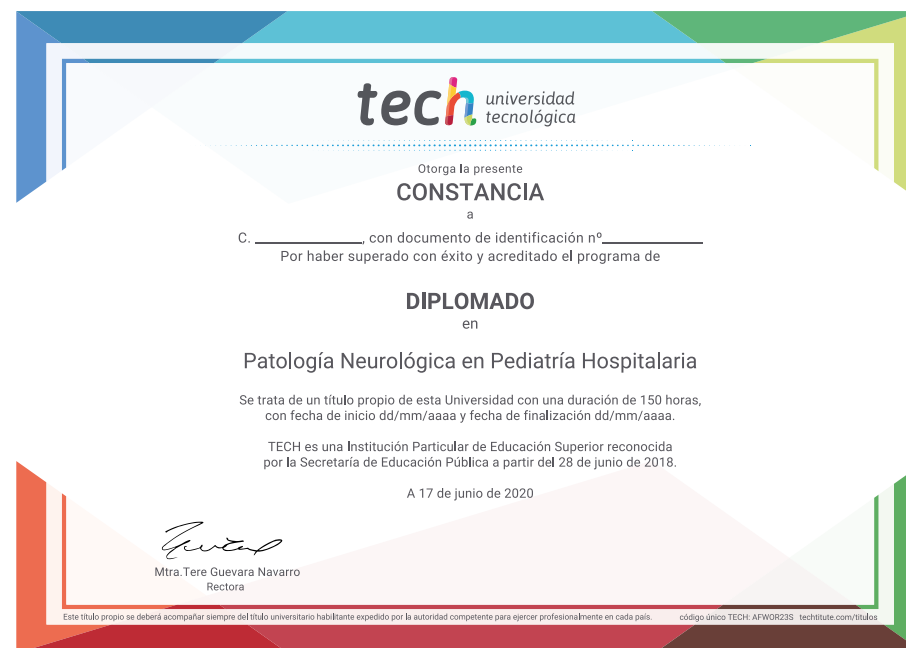 tech universidad
tecnológica
Otorga la presente
CONSTANCIA
a
C. ____________, con documento de identificación nº____________
Por haber superado con éxito y acreditado el programa de
DIPLOMADO
en
Patología Neurológica en Pediatría Hospitalaria
Se trata de un título propio de esta Universidad con una duración de 150 horas,
con fecha de inicio dd/mm/aaaa y fecha de finalización dd/mm/aaaa.
TECH es una Institución Particular de Educación Superior reconocida
por la Secretaría de Educación Pública a partir del 28 de junio de 2018.
A 17 de junio de 2020
Mtra.Tere Guevara Navarro
Rectora
Este título propio se deberá acompañar siempre del título universitario habilitante expedido por la autoridad competente para ejercer profesionalmente en cada país. código único TECH: AFWOR23S techtitute.com/titulos